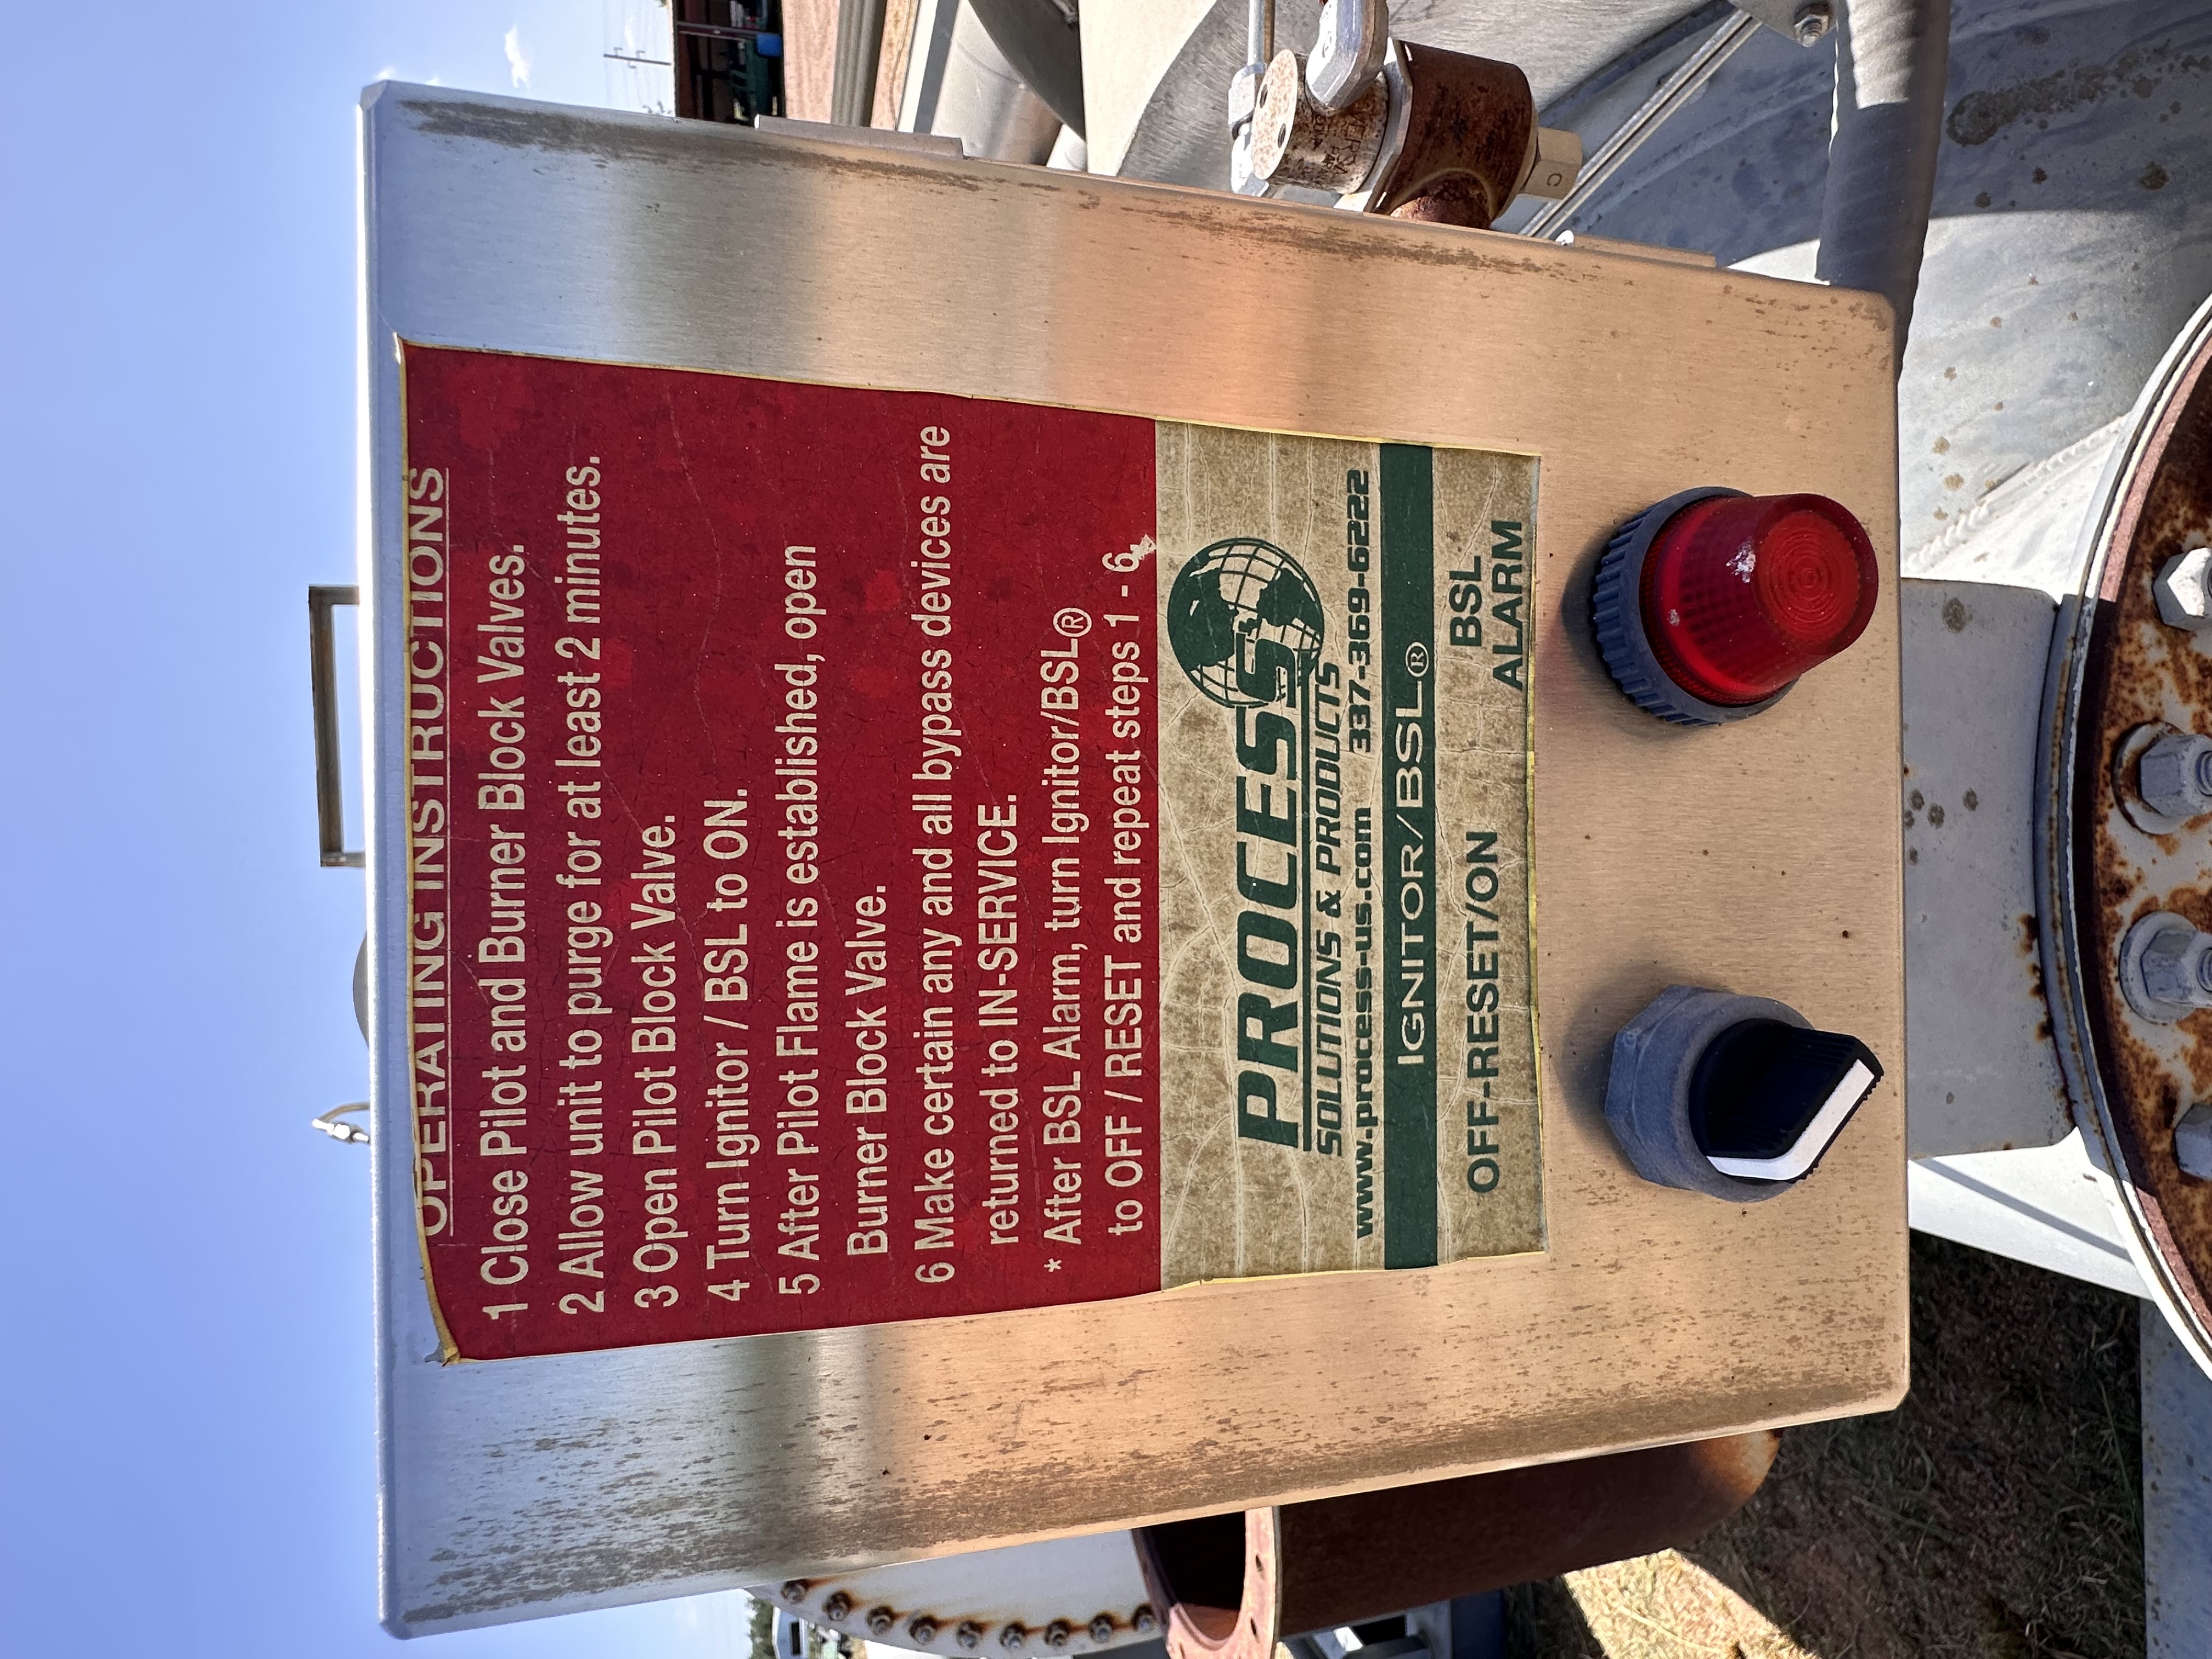 OPERATING INSTRUCTIONS
1 Close Pilot and Burner Block Valves.
2 Allow unit to purge for at least 2 minutes.
3 Open Pilot Block Valve.
4 Turn Ignitor / BSL to ON.
5 After Pilot Flame is established, open
Burner Block Valve.
6 Make certain any and all bypass devices are
returned to IN-SERVICE.
* After BSL Alarm, turn Ignitor/BSL®
to OFF / RESET and repeat steps 1 - 6.
PROCESS
SOLUTIONS & PRODUCTS
www.process-us.com 337-369-6222
IGNITOR/BSL®
OFF-RESET/ON
BSL
ALARM
C